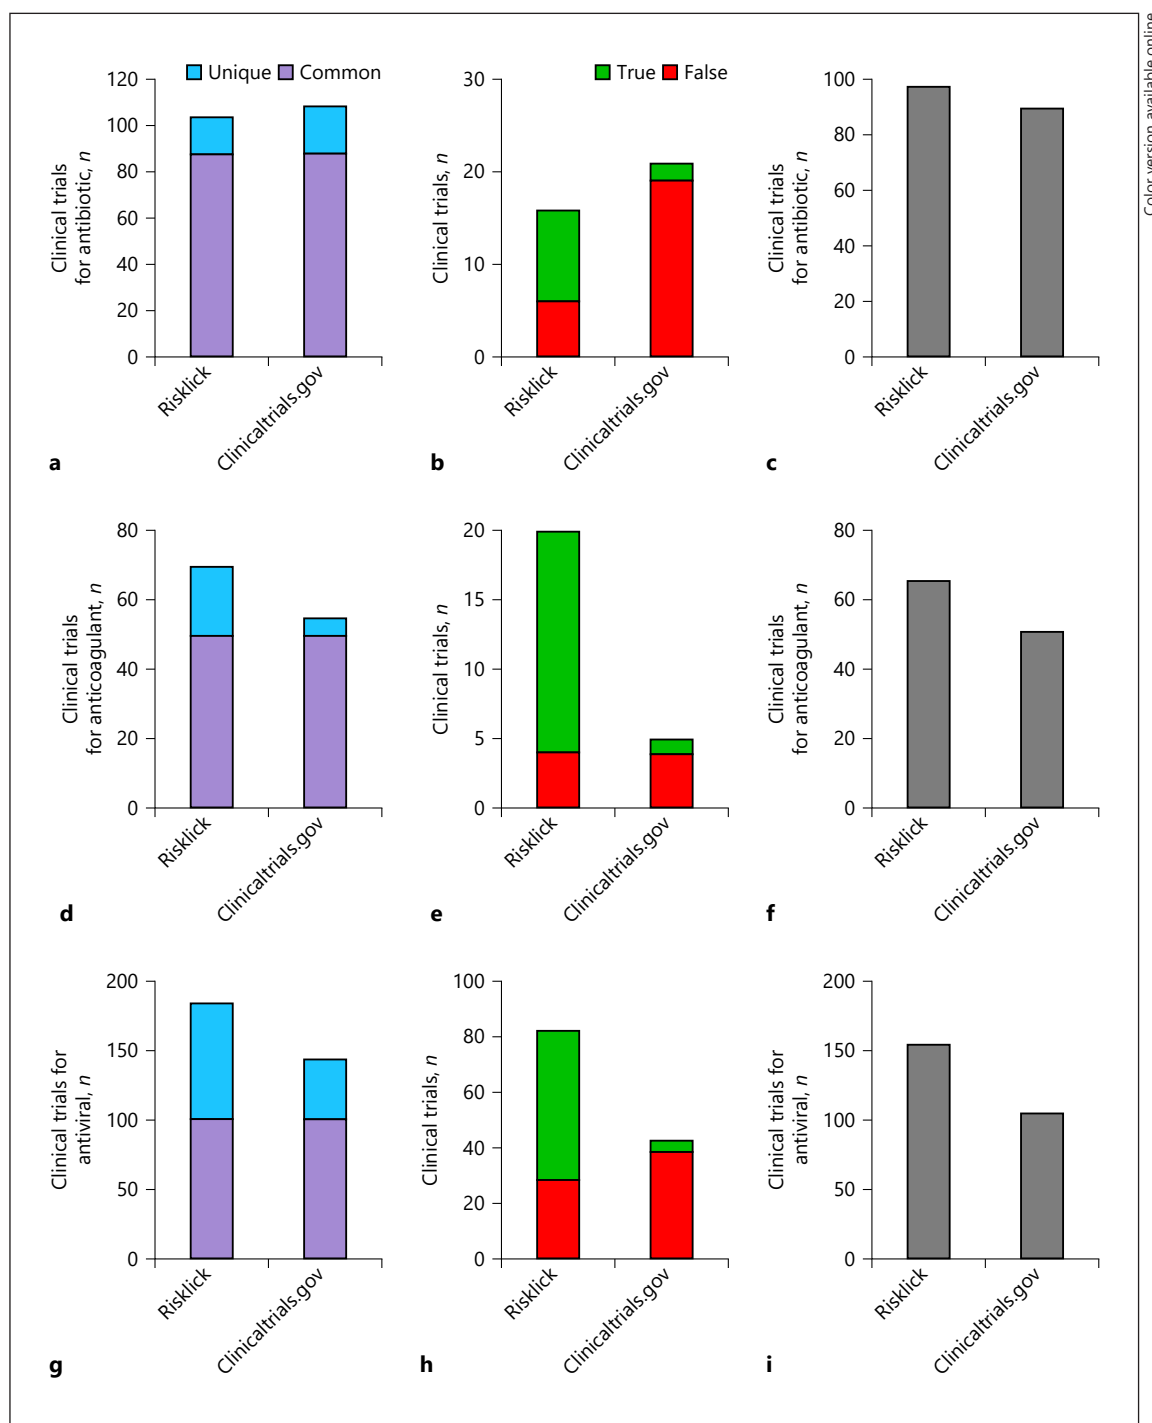 Color version available online
Unique Common
120
100
80
60
40
20
0
Clinical trials
for antibiotic, n
Risklick
Clinicaltrials.gov
a
True False
30
20
10
0
Clinical trials, n
Risklick
Clinicaltrials.gov
b
100
80
60
40
20
0
Clinical trials
for antibiotic, n
Risklick
Clinicaltrials.gov
c
80
60
40
20
0
Clinical trials
for anticoagulant, n
Risklick
Clinicaltrials.gov
d
20
15
10
5
0
Clinical trials, n
Risklick
Clinicaltrials.gov
e
80
60
40
20
0
Clinical trials
for anticoagulant, n
Risklick
Clinicaltrials.gov
f
200
150
100
50
0
Clinical trials for
antiviral, n
Risklick
Clinicaltrials.gov
g
100
80
60
40
20
0
Clinical trials, n
Risklick
Clinicaltrials.gov
h
200
150
100
50
0
Clinical trials for
antiviral, n
Risklick
Clinicaltrials.gov
i